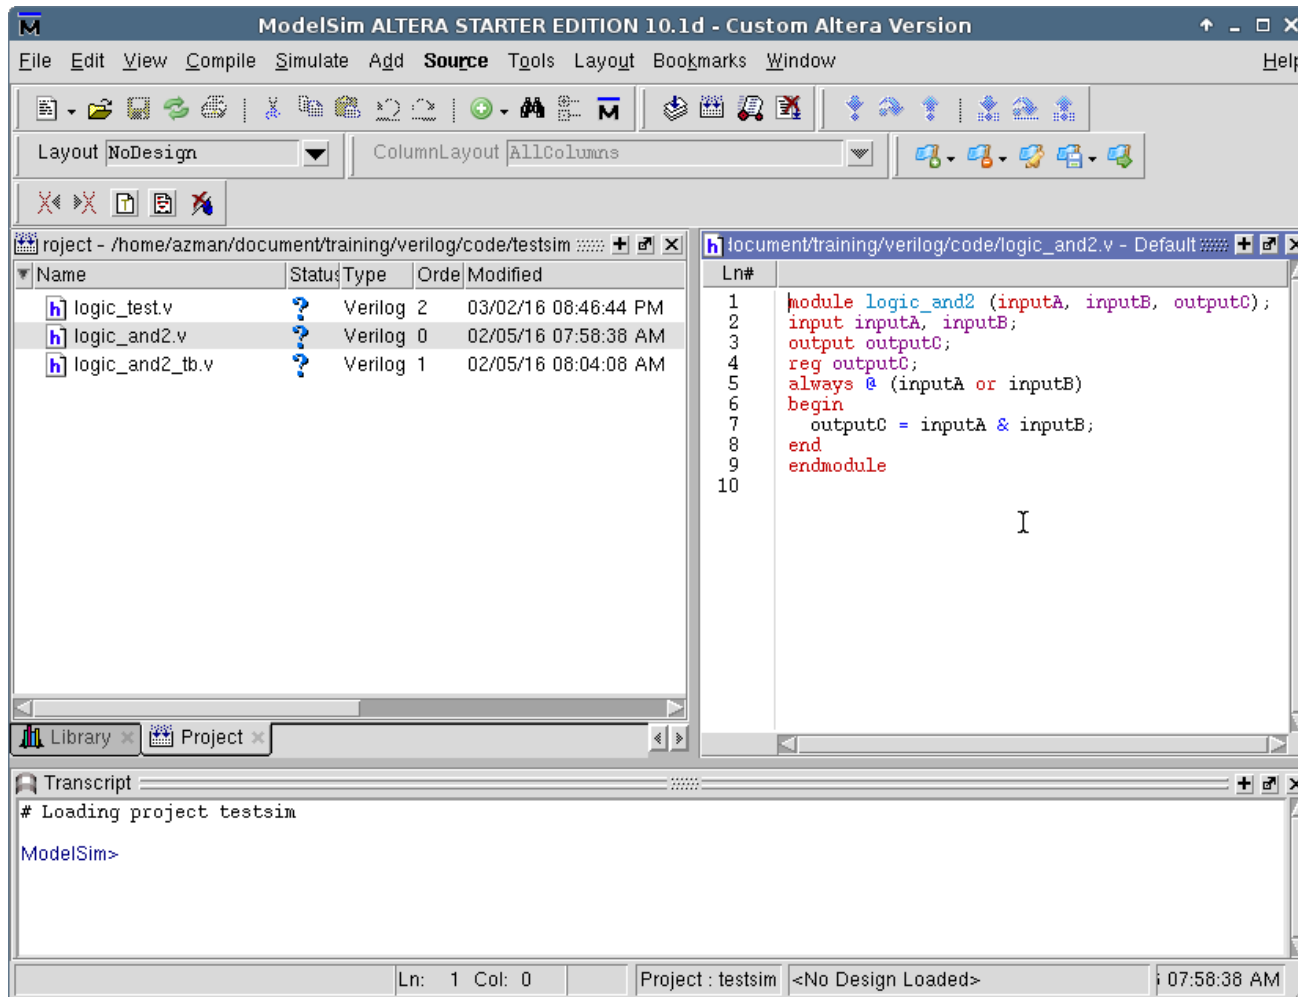 ModelSim ALTERA STARTER EDITION 10.1d - Custom Altera Version
File Edit View Compile Simulate Add Source Tools Layout Bookmarks Window Help
Layout NoDesign
ColumnLayout AllColumns
roject - /home/azman/document/training/verilog/code/testsim
Name Status Type Orde Modified
logic_test.v Verilog 2 03/02/16 08:46:44 PM
logic_and2.v Verilog 0 02/05/16 07:58:38 AM
logic_and2_tb.v Verilog 1 02/05/16 08:04:08 AM
Library Project
locument/training/verilog/code/logic_and2.v - Default
Ln#
1 module logic_and2 (inputA, inputB, outputC);
2 input inputA, inputB;
3 output outputC;
4 reg outputC;
5 always @ (inputA or inputB)
6 begin
7 outputC = inputA & inputB;
8 end
9 endmodule
10
Transcript
# Loading project testsim
ModelSim>
Ln: 1 Col: 0 Project : testsim <No Design Loaded> 07:58:38 AM